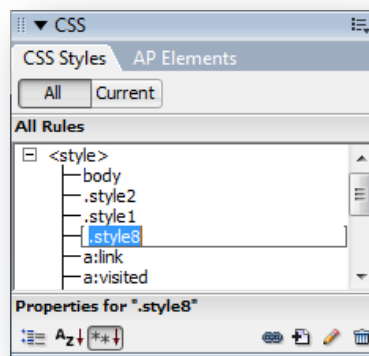 CSS
CSS Styles AP Elements
All Current
All Rules
<style>
body
.style2
.style1
.style8
a:link
a:visited
Properties for ".style8"
Az **